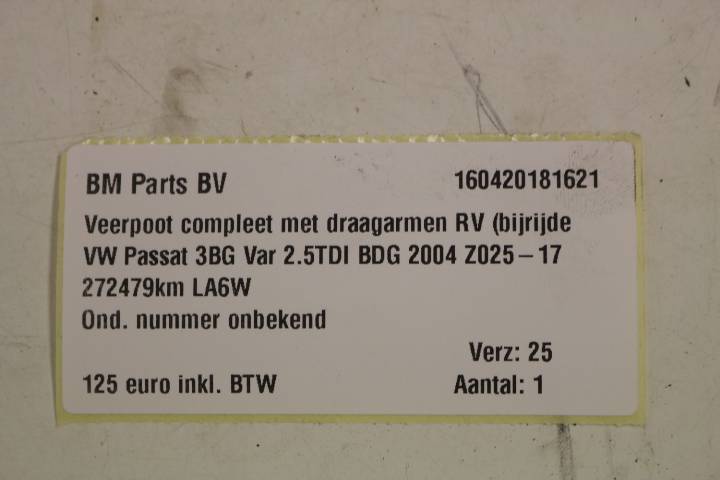 BM Parts BV 160420181621
Veerpoot compleet met draagarmen RV (bijrijde
VW Passat 3BG Var 2.5TDI BDG 2004 Z025-17
272479km LA6W
Ond. nummer onbekend
Verz: 25
125 euro inkl. BTW Aantal: 1